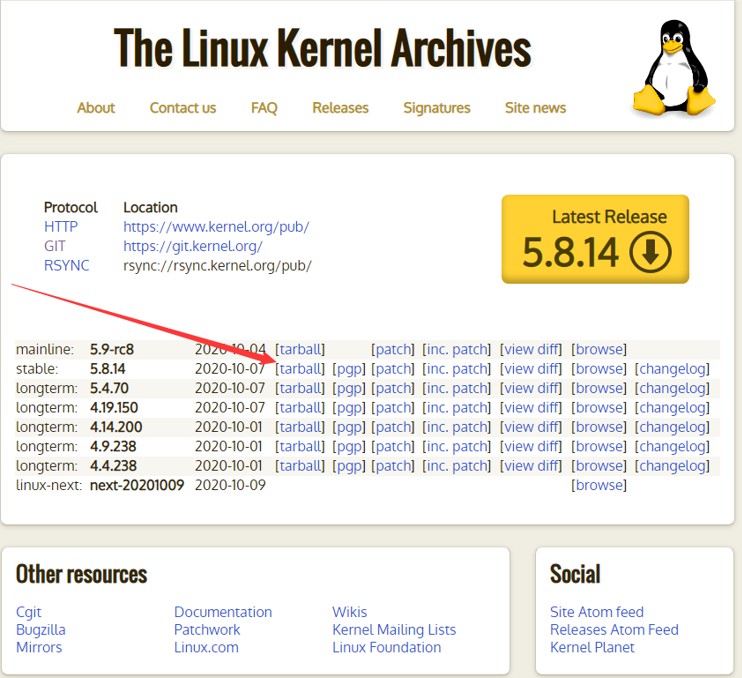 The Linux Kernel Archives
About Contact us FAQ Releases Signatures Site news
Protocol Location
HTTP https://www.kernel.org/pub/
GIT https://git.kernel.org/
RSYNC rsync://rsync.kernel.org/pub/
Latest Release
5.8.14
mainline: 5.9-rc8 2020-10-04 [tarball] [patch] [inc. patch] [view diff] [browse]
stable: 5.8.14 2020-10-07 [tarball] [pgp] [patch] [inc. patch] [view diff] [browse] [changelog]
longterm: 5.4.70 2020-10-07 [tarball] [pgp] [patch] [inc. patch] [view diff] [browse] [changelog]
longterm: 4.19.150 2020-10-07 [tarball] [pgp] [patch] [inc. patch] [view diff] [browse] [changelog]
longterm: 4.14.200 2020-10-01 [tarball] [pgp] [patch] [inc. patch] [view diff] [browse] [changelog]
longterm: 4.9.238 2020-10-01 [tarball] [pgp] [patch] [inc. patch] [view diff] [browse] [changelog]
longterm: 4.4.238 2020-10-01 [tarball] [pgp] [patch] [inc. patch] [view diff] [browse] [changelog]
linux-next: next-20201009 2020-10-09 [browse]
Other resources
Cgit Documentation Wikis
Bugzilla Patchwork Kernel Mailing Lists
Mirrors Linux.com Linux Foundation
Social
Site Atom feed
Releases Atom Feed
Kernel Planet